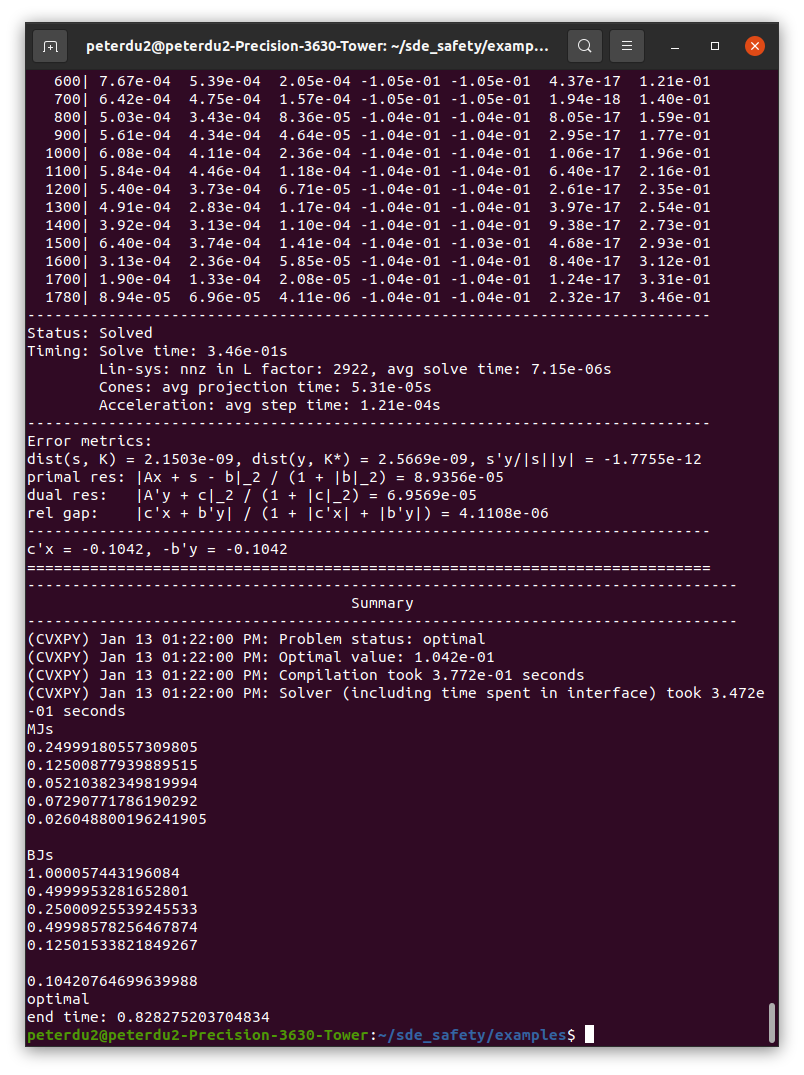 peterdu2@peterdu2-Precision-3630-Tower: ~/sde_safety/examp...
600| 7.67e-04  5.39e-04  2.05e-04 -1.05e-01 -1.05e-01  4.37e-17  1.21e-01
700| 6.42e-04  4.75e-04  1.57e-04 -1.05e-01 -1.05e-01  1.94e-18  1.40e-01
800| 5.03e-04  3.43e-04  8.36e-05 -1.04e-01 -1.04e-01  8.05e-17  1.59e-01
900| 5.61e-04  4.34e-04  4.64e-05 -1.04e-01 -1.04e-01  2.95e-17  1.77e-01
1000| 6.08e-04  4.11e-04  2.36e-04 -1.04e-01 -1.04e-01  1.06e-17  1.96e-01
1100| 5.84e-04  4.46e-04  1.18e-04 -1.04e-01 -1.04e-01  6.40e-17  2.16e-01
1200| 5.40e-04  3.73e-04  6.71e-05 -1.04e-01 -1.04e-01  2.61e-17  2.35e-01
1300| 4.91e-04  2.83e-04  1.17e-04 -1.04e-01 -1.04e-01  3.97e-17  2.54e-01
1400| 3.92e-04  3.13e-04  1.10e-04 -1.04e-01 -1.04e-01  9.38e-17  2.73e-01
1500| 6.40e-04  3.74e-04  1.41e-04 -1.04e-01 -1.03e-01  4.68e-17  2.93e-01
1600| 3.13e-04  2.36e-04  5.85e-05 -1.04e-01 -1.04e-01  8.40e-17  3.12e-01
1700| 1.90e-04  1.33e-04  2.08e-05 -1.04e-01 -1.04e-01  1.24e-17  3.31e-01
1780| 8.94e-05  6.96e-05  4.11e-06 -1.04e-01 -1.04e-01  2.32e-17  3.46e-01
----------------------------------------------------------------------------
Status: Solved
Timing: Solve time: 3.46e-01s
Lin-sys: nnz in L factor: 2922, avg solve time: 7.15e-06s
Cones: avg projection time: 5.31e-05s
Acceleration: avg step time: 1.21e-04s
----------------------------------------------------------------------------
Error metrics:
dist(s, K) = 2.1503e-09, dist(y, K*) = 2.5669e-09, s'y/|s||y| = -1.7755e-12
primal res: |Ax + s - b|_2 / (1 + |b|_2) = 8.9356e-05
dual res:   |A'y + c|_2 / (1 + |c|_2) = 6.9569e-05
rel gap:    |c'x + b'y| / (1 + |c'x| + |b'y|) = 4.1108e-06
----------------------------------------------------------------------------
c'x = -0.1042, -b'y = -0.1042
============================================================================
-------------------------------------------------------------------------------
Summary
-------------------------------------------------------------------------------
(CVXPY) Jan 13 01:22:00 PM: Problem status: optimal
(CVXPY) Jan 13 01:22:00 PM: Optimal value: 1.042e-01
(CVXPY) Jan 13 01:22:00 PM: Compilation took 3.772e-01 seconds
(CVXPY) Jan 13 01:22:00 PM: Solver (including time spent in interface) took 3.472e
-01 seconds
MJs
0.24999180557309805
0.12500877939889515
0.05210382349819994
0.07290771786190292
0.026048800196241905
BJs
1.000057443196084
0.4999953281652801
0.25000925539245533
0.49998578256467874
0.12501533821849267
0.10420764699639988
optimal
end time: 0.828275203704834
peterdu2@peterdu2-Precision-3630-Tower:~/sde_safety/examples$